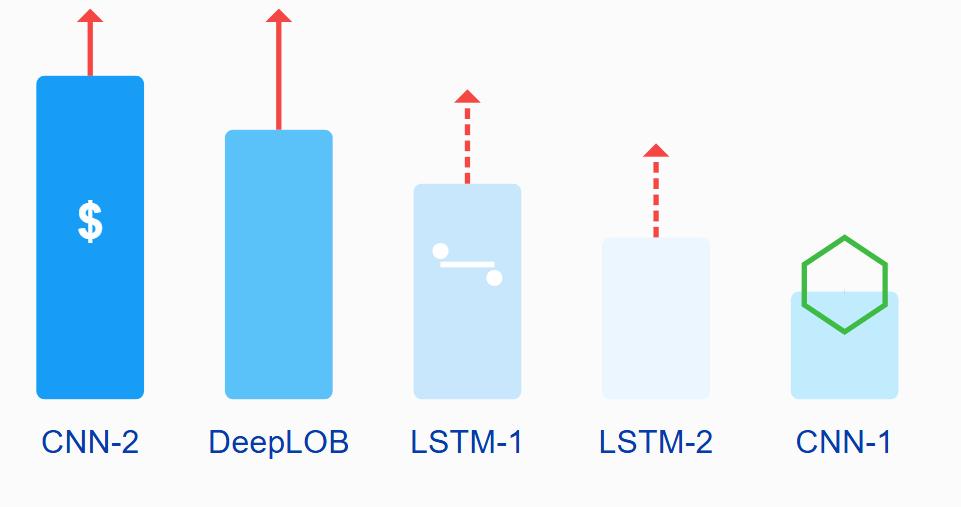 $
CNN-2
DeepLOB
LSTM-1
LSTM-2
CNN-1